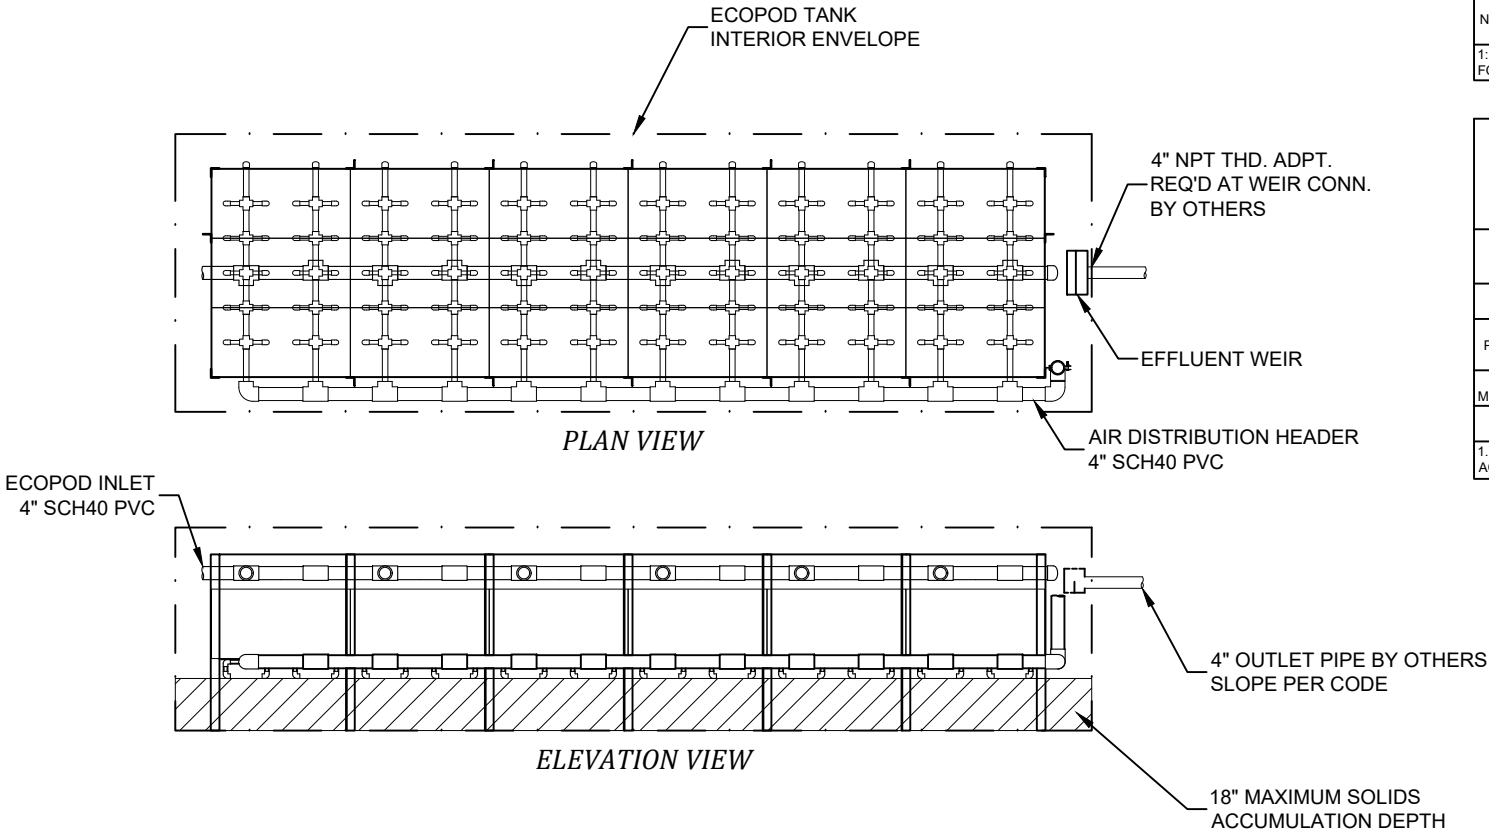 ECOPOD TANK
INTERIOR ENVELOPE
4" NPT THD. ADPT.
REQ'D AT WEIR CONN.
BY OTHERS
EFFLUENT WEIR
PLAN VIEW
AIR DISTRIBUTION HEADER
4" SCH40 PVC
ECOPOD INLET
4" SCH40 PVC
4" OUTLET PIPE BY OTHERS
SLOPE PER CODE
ELEVATION VIEW
18" MAXIMUM SOLIDS
ACCUMULATION DEPTH